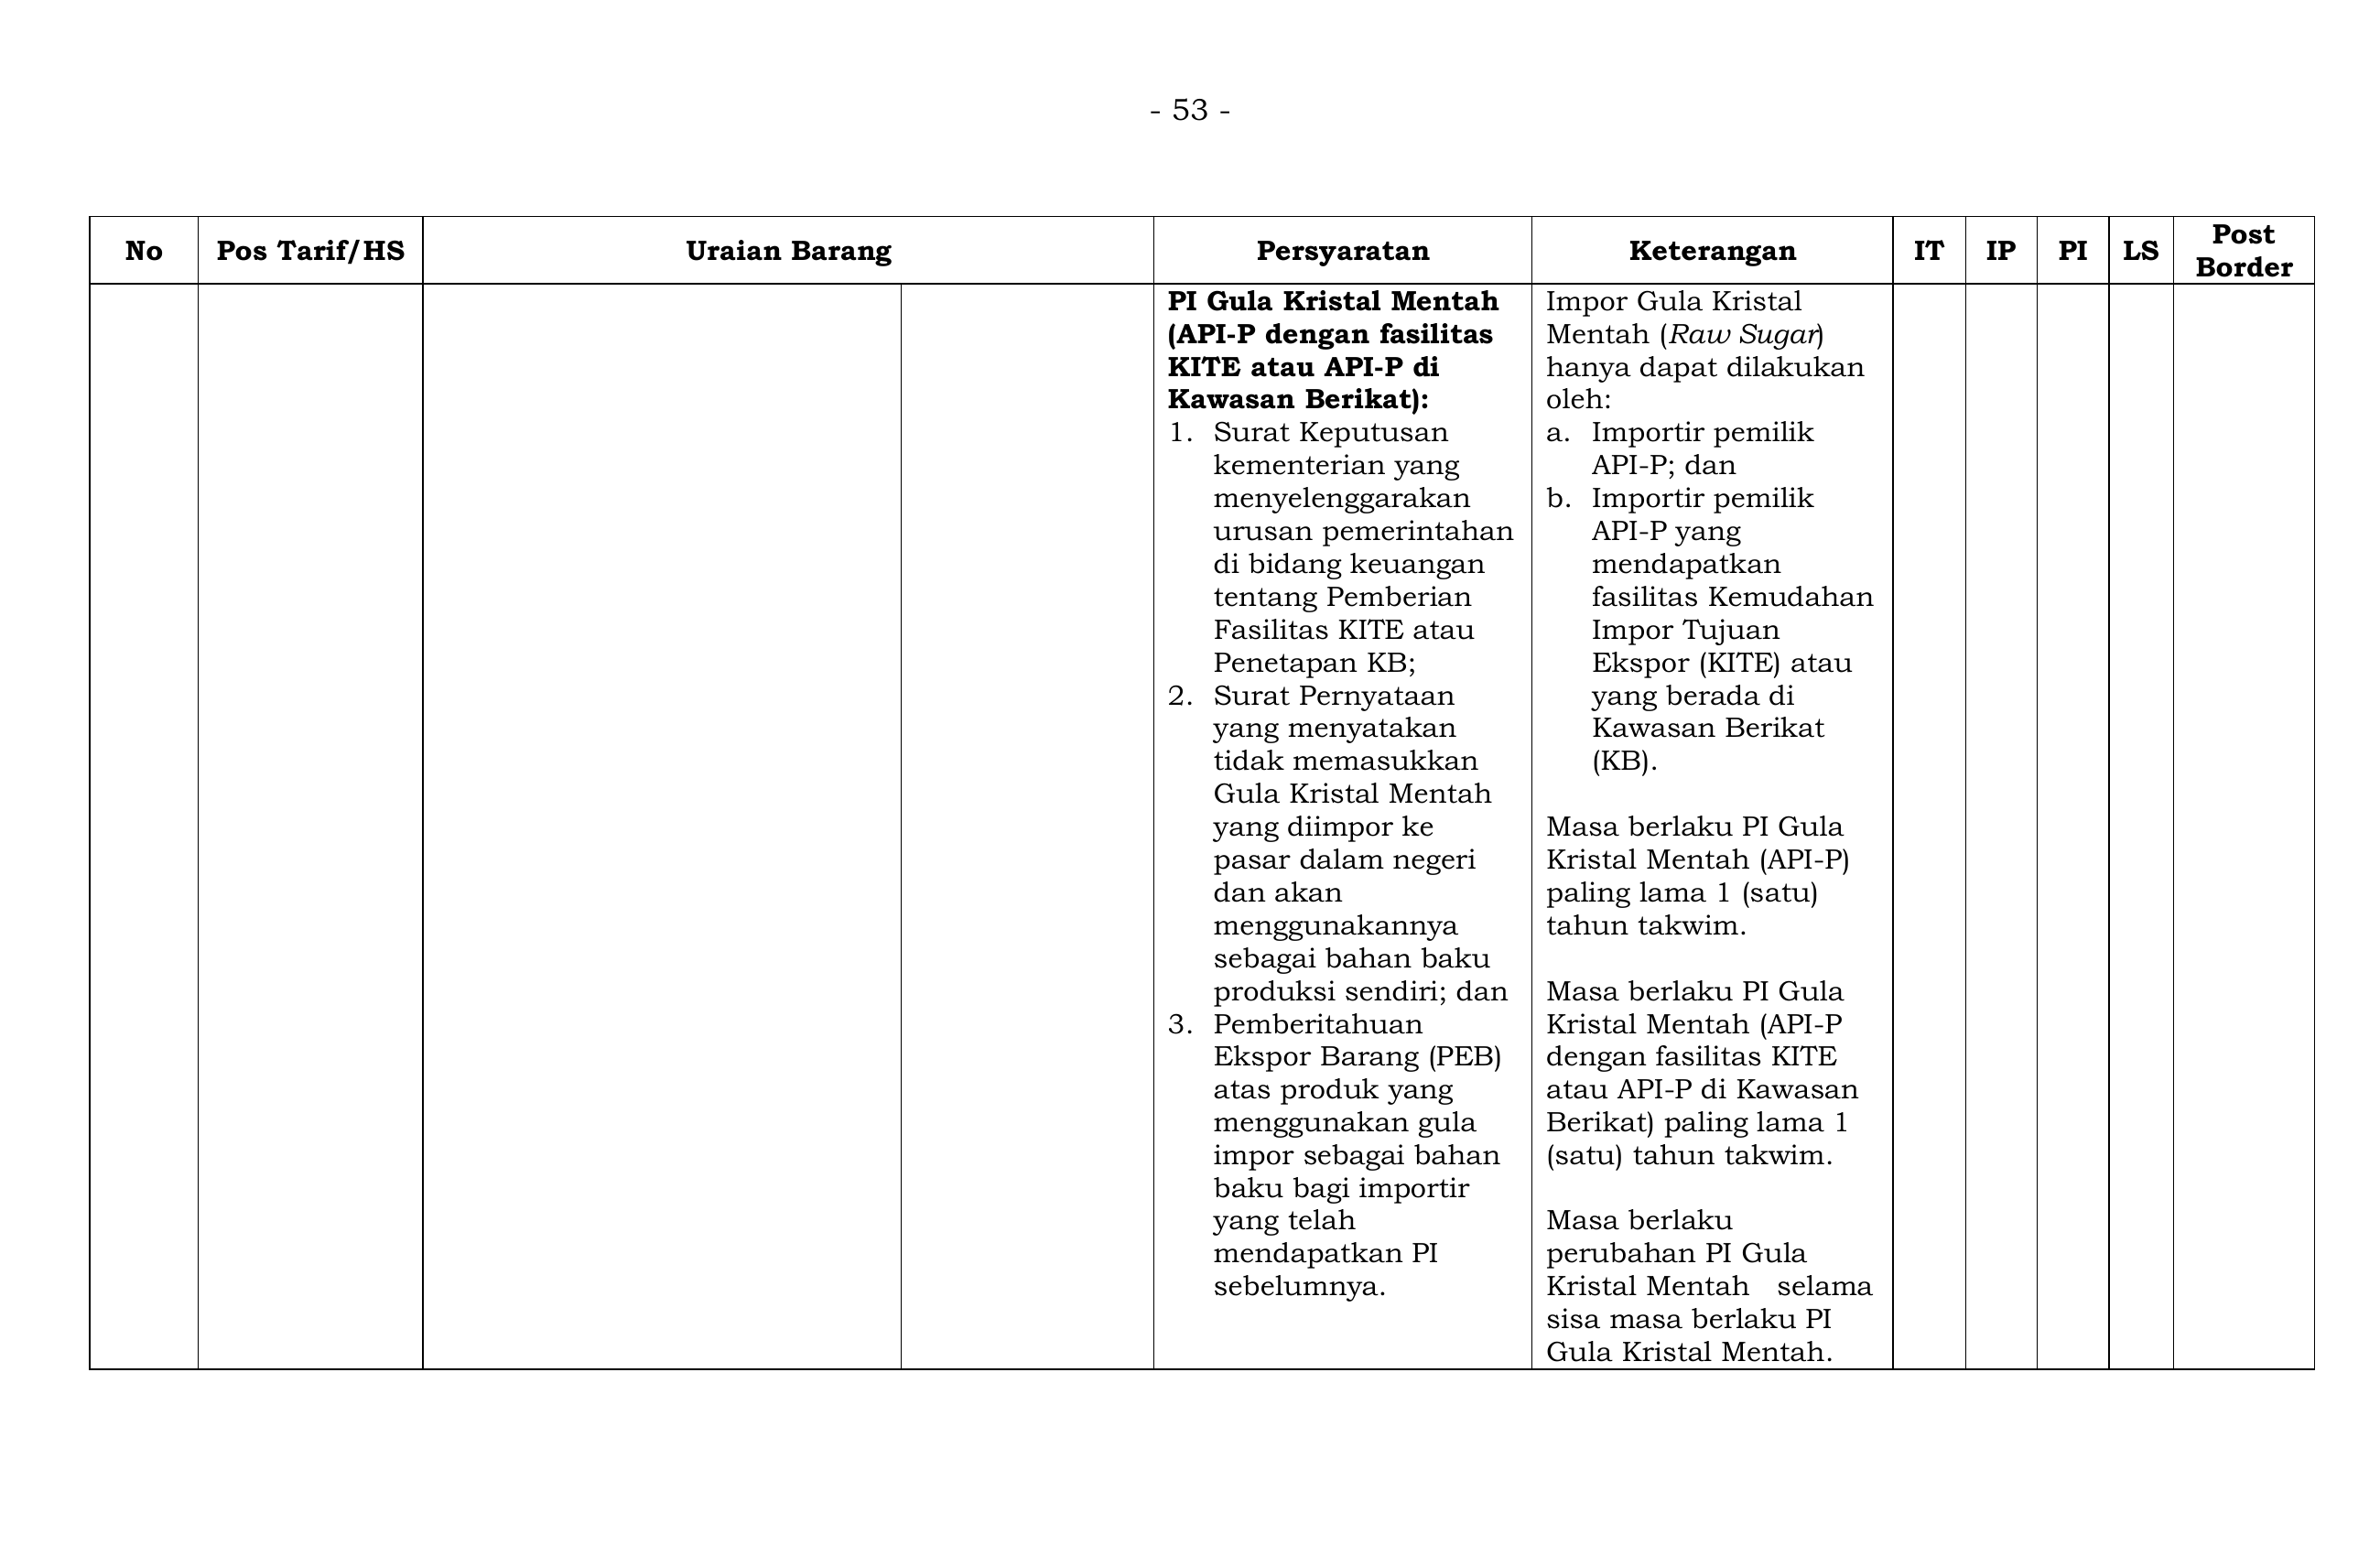 - 53 -
No
Pos Tarif/HS
Uraian Barang
Persyaratan
Keterangan
IT
IP
PI
LS
Post
Border
PI Gula Kristal Mentah
(API-P dengan fasilitas
KITE atau API-P di
Kawasan Berikat):
1. Surat Keputusan
kementerian yang
menyelenggarakan
urusan pemerintahan
di bidang keuangan
tentang Pemberian
Fasilitas KITE atau
Penetapan KB;
2. Surat Pernyataan
yang menyatakan
tidak memasukkan
Gula Kristal Mentah
yang diimpor ke
pasar dalam negeri
dan akan
menggunakannya
sebagai bahan baku
produksi sendiri; dan
3. Pemberitahuan
Ekspor Barang (PEB)
atas produk yang
menggunakan gula
impor sebagai bahan
baku bagi importir
yang telah
mendapatkan PI
sebelumnya.
Impor Gula Kristal
Mentah (Raw Sugar)
hanya dapat dilakukan
oleh:
a. Importir pemilik
API-P; dan
b. Importir pemilik
API-P yang
mendapatkan
fasilitas Kemudahan
Impor Tujuan
Ekspor (KITE) atau
yang berada di
Kawasan Berikat
(KB).
Masa berlaku PI Gula
Kristal Mentah (API-P)
paling lama 1 (satu)
tahun takwim.
Masa berlaku PI Gula
Kristal Mentah (API-P
dengan fasilitas KITE
atau API-P di Kawasan
Berikat) paling lama 1
(satu) tahun takwim.
Masa berlaku
perubahan PI Gula
Kristal Mentah selama
sisa masa berlaku PI
Gula Kristal Mentah.